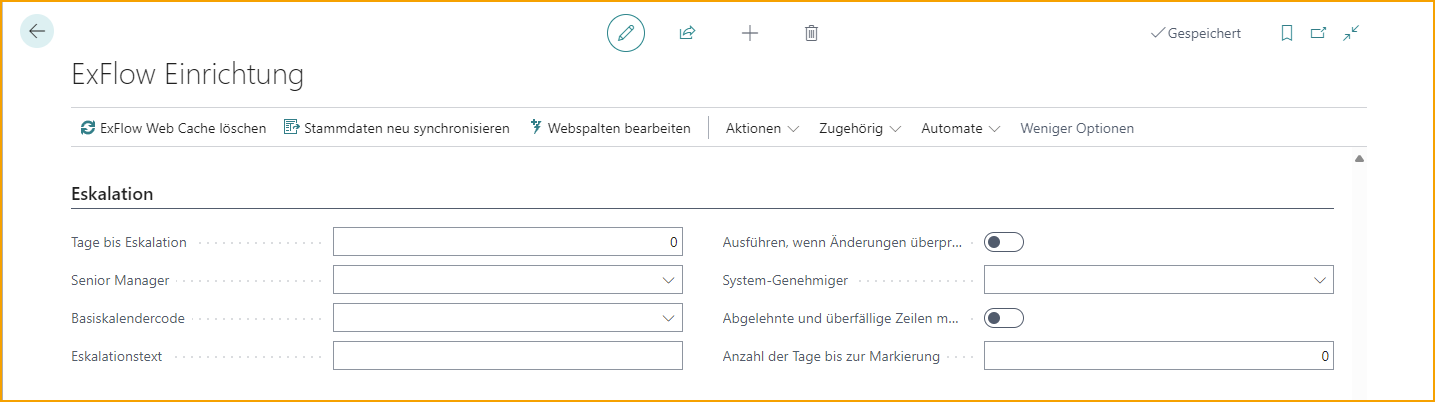 Gespeichert
ExFlow Einrichtung
ExFlow Web Cache löschen Stammdaten neu synchronisieren Webspalten bearbeiten Aktionen Zugehörig Automate Weniger Optionen
Eskalation
Tage bis Eskalation 0 Ausführen, wenn Änderungen überpr...
Senior Manager System-Genehmiger
Basiskalendercode Abgelehnte und überfällige Zeilen m...
Eskalationstext Anzahl der Tage bis zur Markierung 0